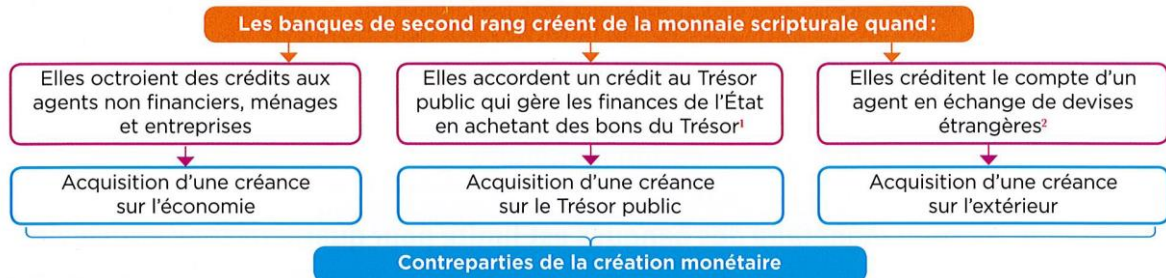 Les banques de second rang créent de la monnaie scripturale quand :
Elles octroient des crédits aux
agents non financiers, ménages
et entreprises
Elles accordent un crédit au Trésor
public qui gère les finances de l'État
en achetant des bons du Trésor¹
Elles créditent le compte d'un
agent en échange de devises
étrangères²
Acquisition d'une créance
sur l'économie
Acquisition d'une créance
sur le Trésor public
Acquisition d'une créance
sur l'extérieur
Contreparties de la création monétaire